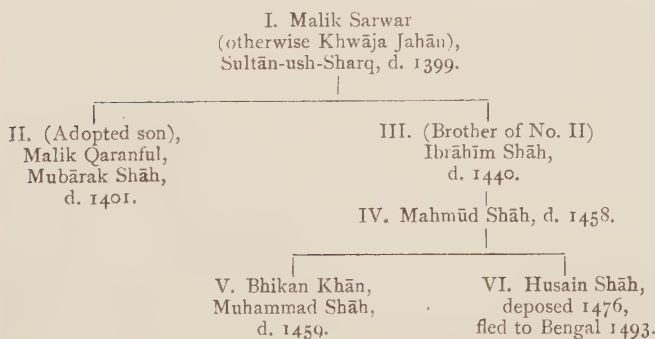 I. Malik Sarwar
(otherwise Khwāja Jahān),
Sultān-ush-Sharq, d. 1399.
II. (Adopted son),
Malik Qaranful,
Mubārak Shāh,
d. 1401.
III. (Brother of No. II)
Ibrāhīm Shāh,
d. 1440.
IV. Mahmūd Shāh, d. 1458.
V. Bhikan Khān,
Muhammad Shāh,
d. 1459.
VI. Husain Shāh,
deposed 1476,
fled to Bengal 1493.